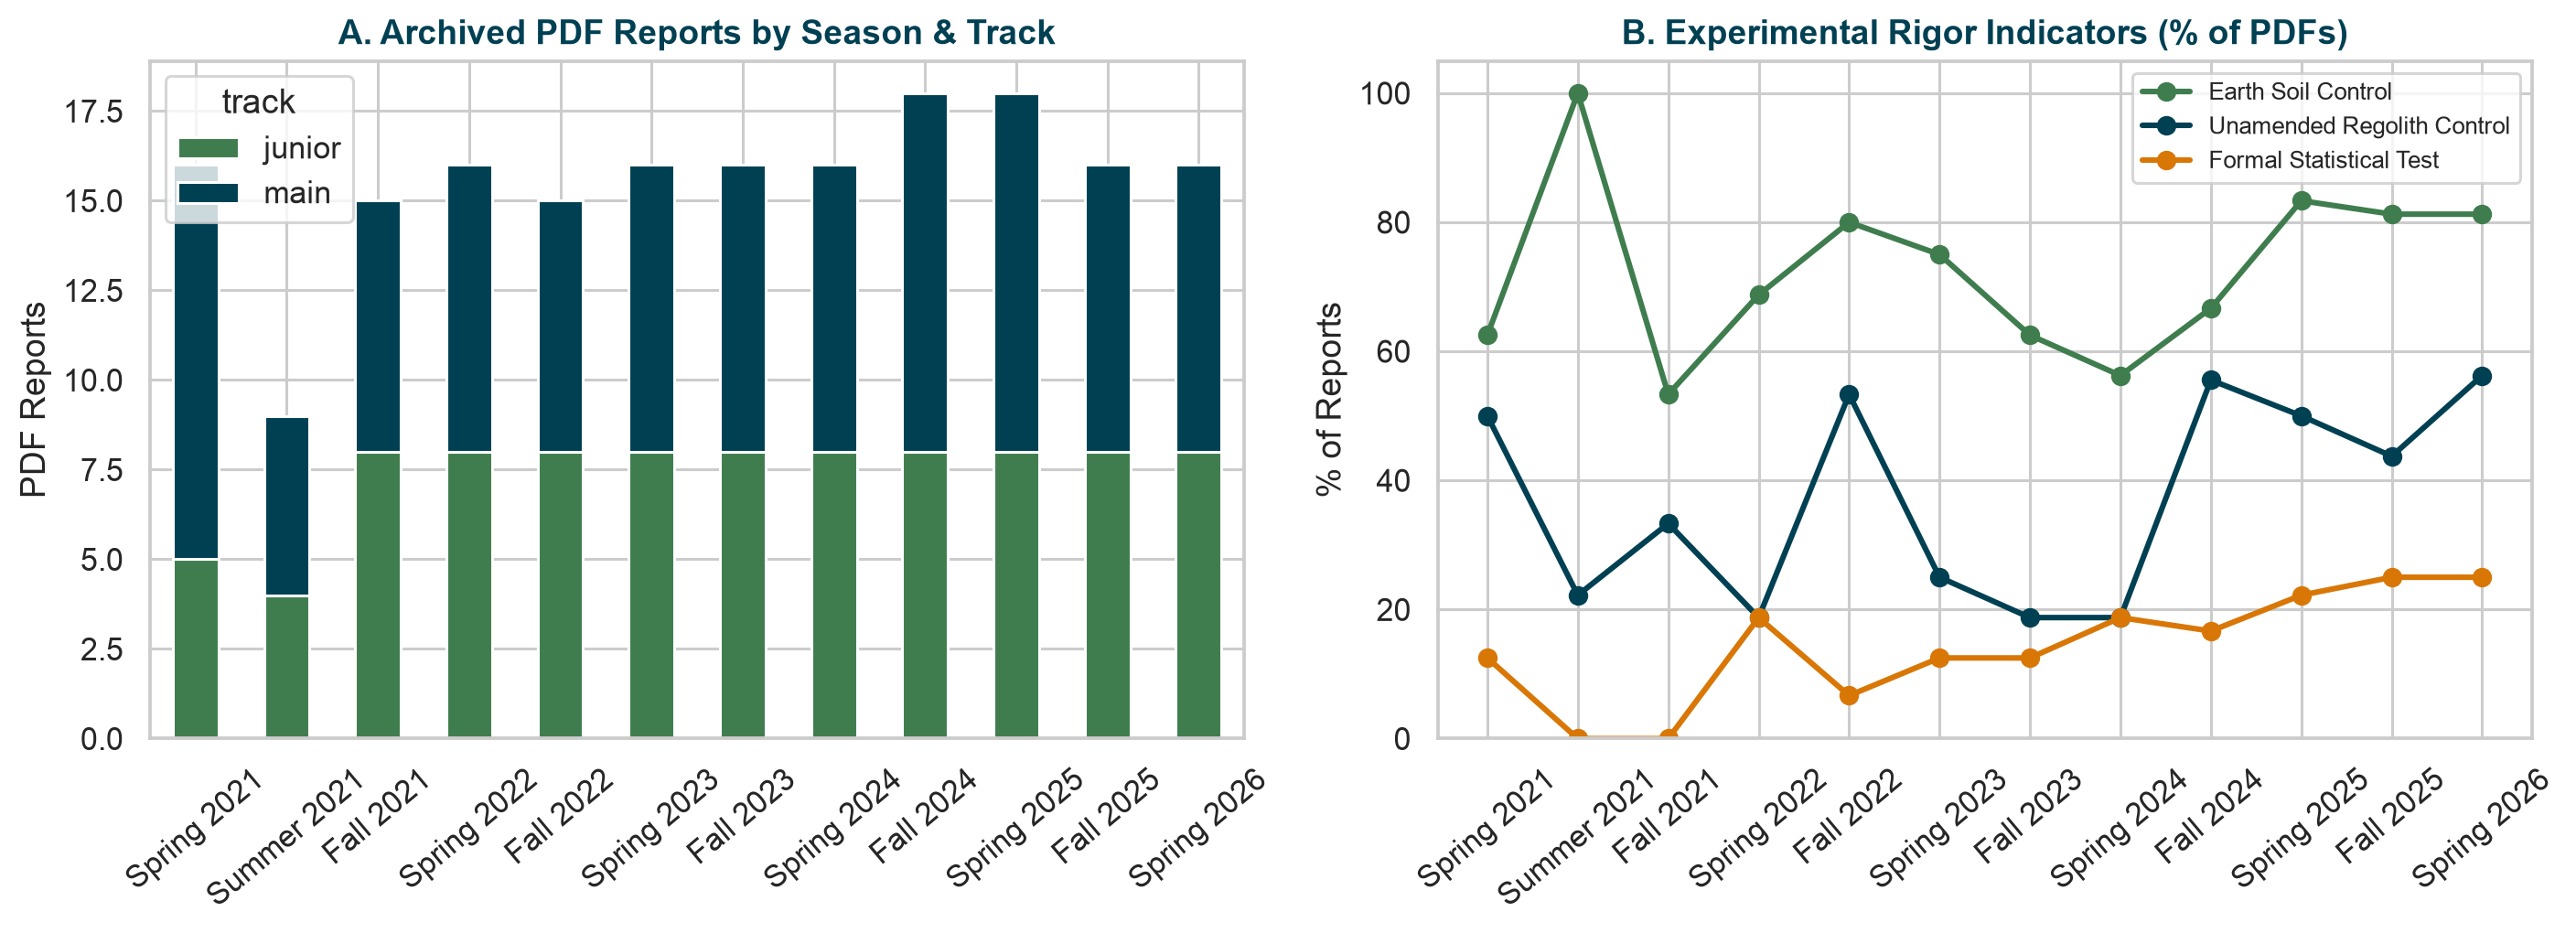 A. Archived PDF Reports by Season & Track
track
junior
main
PDF Reports
17.5
15.0
12.5
10.0
7.5
5.0
2.5
0.0
Spring 2021
Summer 2021
Fall 2021
Spring 2022
Fall 2022
Spring 2023
Fall 2023
Spring 2024
Fall 2024
Spring 2025
Fall 2025
Spring 2026
B. Experimental Rigor Indicators (% of PDFs)
Earth Soil Control
Unamended Regolith Control
Formal Statistical Test
% of Reports
100
80
60
40
20
0
Spring 2021
Summer 2021
Fall 2021
Spring 2022
Fall 2022
Spring 2023
Fall 2023
Spring 2024
Fall 2024
Spring 2025
Fall 2025
Spring 2026